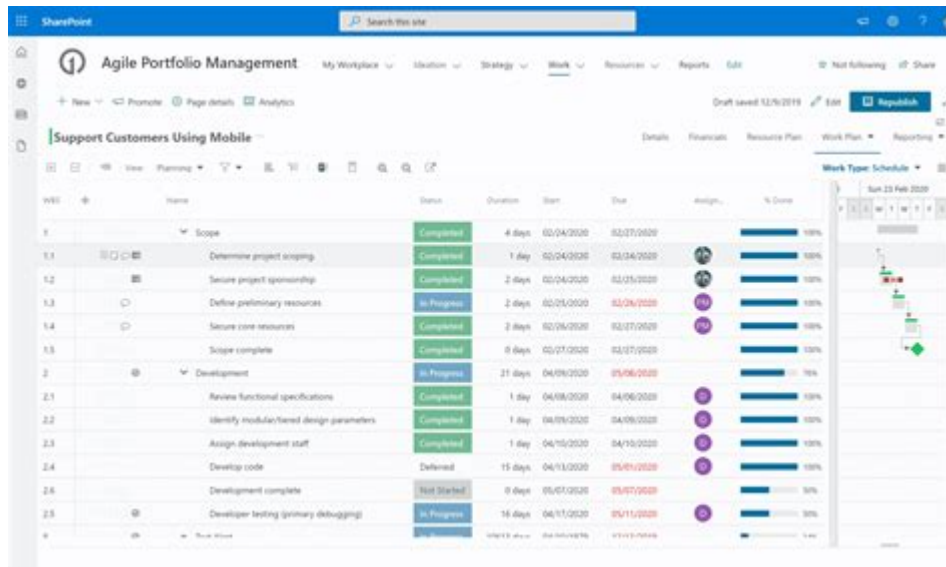 SharePoint Search this site ?
Agile Portfolio Management My Workplace Ideation Strategy Work Resources Reports Edit Not following Share
+ New Promote Page details Analytics Draft saved 12/9/2019 Edit Republish
Support Customers Using Mobile Details Financials Resource Plan Work Plan Reporting
View: Planning Work Type: Schedule
WBS Name Status Duration Start Due Assign... % Done Sun 23 Feb 2020
1 Scope Completed 4 days 02/24/2020 02/27/2020 100%
1.1 Determine project scoping Completed 1 day 02/24/2020 02/24/2020 100%
1.2 Secure project sponsorship Completed 2 days 02/24/2020 02/25/2020 100%
1.3 Define preliminary resources In Progress 2 days 02/25/2020 02/26/2020 PM 100%
1.4 Secure core resources Completed 2 days 02/26/2020 02/27/2020 PM 100%
1.5 Scope complete Completed 0 days 02/27/2020 02/27/2020 100%
2 Development In Progress 21 days 04/09/2020 05/08/2020 76%
2.1 Review functional specifications Completed 1 day 04/08/2020 04/08/2020 D 100%
2.2 Identify modular/tiered design parameters Completed 1 day 04/09/2020 04/09/2020 D 100%
2.3 Assign development staff Completed 1 day 04/10/2020 04/10/2020 D 100%
2.4 Develop code Deferred 15 days 04/13/2020 05/01/2020 D 100%
2.6 Development complete Not Started 0 days 05/07/2020 05/07/2020 50%
2.5 Developer testing (primary debugging) In Progress 16 days 04/17/2020 05/11/2020 D 50%